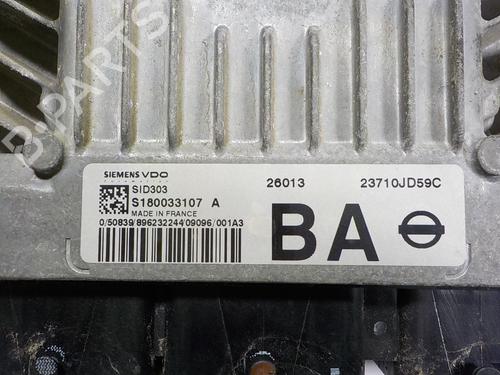 B-PARTS
SIEMENS VDO
SID303
S180033107 A
MADE IN FRANCE
0/50839/896232244/09096/001A3
26013 23710JD59C
BA